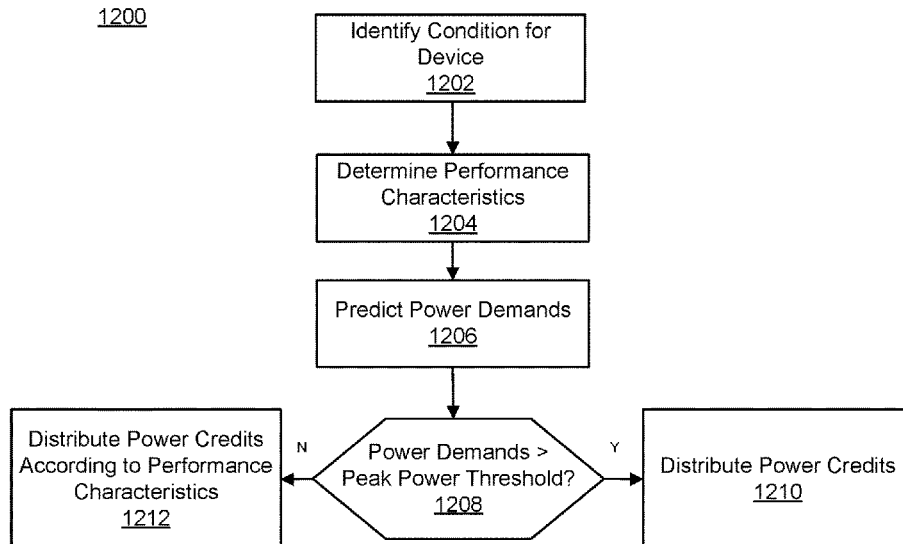 1200
Identify Condition for
Device
1202
Determine Performance
Characteristics
1204
Predict Power Demands
1206
Power Demands >
Peak Power Threshold?
1208
N
Y
Distribute Power Credits
According to Performance
Characteristics
1212
Distribute Power Credits
1210